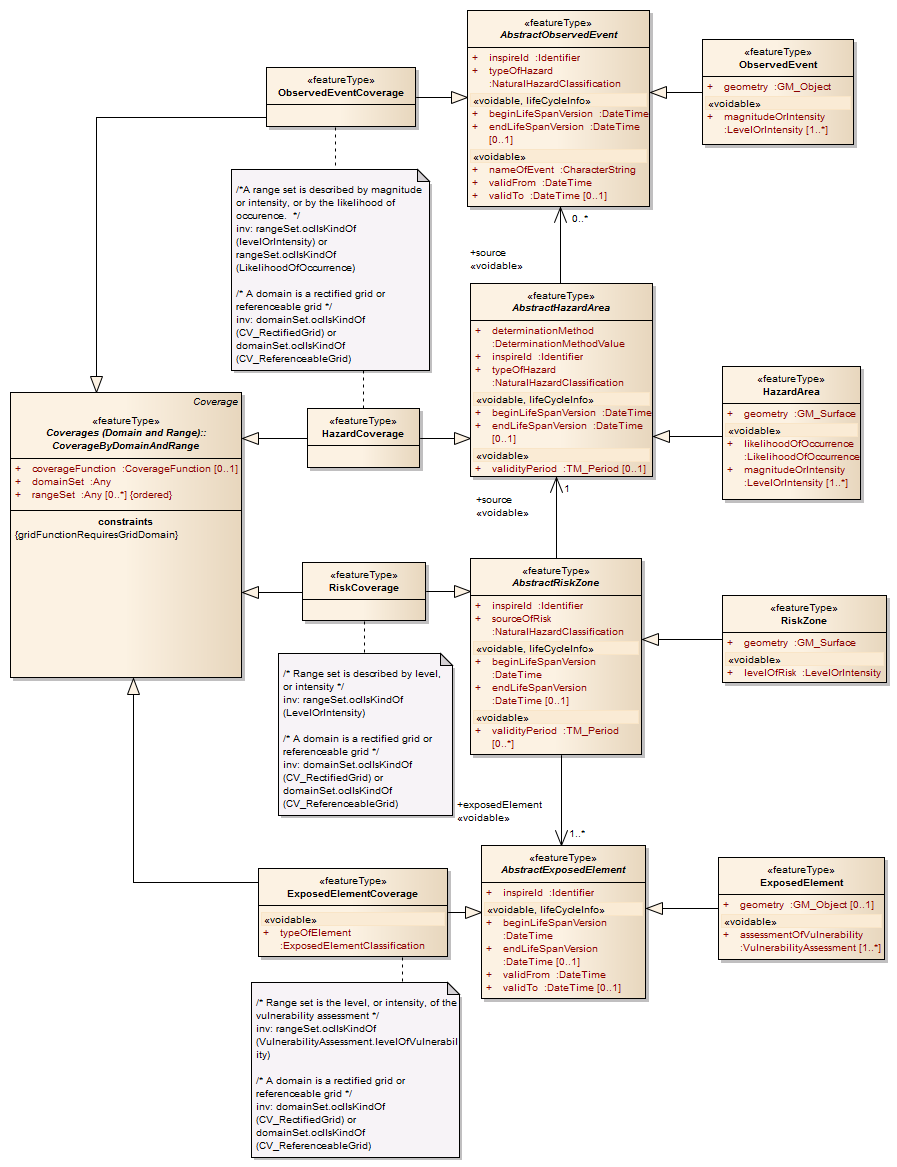 «featureType»
AbstractObservedEvent
+ inspireId :Identifier
+ typeOfHazard
:NaturalHazardClassification
«voidable, lifeCycleInfo»
+ beginLifeSpanVersion :DateTime
+ endLifeSpanVersion :DateTime
[0..1]
«voidable»
+ nameOfEvent :CharacterString
+ validFrom :DateTime
+ validTo :DateTime [0..1]
«featureType»
ObservedEvent
+ geometry :GM_Object
«voidable»
+ magnitudeOrIntensity
:LevelOrIntensity [1..*]
«featureType»
ObservedEventCoverage
/*A range set is described by magnitude
or intensity, or by the likelihood of
occurence. */
inv: rangeSet.oclIsKindOf
(levelOrIntensity) or
rangeSet.oclIsKindOf
(LikelihoodOfOccurrence)
/* A domain is a rectified grid or
referenceable grid */
inv: domainSet.oclIsKindOf
(CV_RectifiedGrid) or
domainSet.oclIsKindOf
(CV_ReferenceableGrid)
0..*
+source
«voidable»
«featureType»
AbstractHazardArea
+ determinationMethod
:DeterminationMethodValue
+ inspireId :Identifier
+ typeOfHazard
:NaturalHazardClassification
«voidable, lifeCycleInfo»
+ beginLifeSpanVersion :DateTime
+ endLifeSpanVersion :DateTime
[0..1]
«voidable»
+ validityPeriod :TM_Period [0..1]
«featureType»
HazardArea
+ geometry :GM_Surface
«voidable»
+ likelihoodOfOccurrence
:LikelihoodOfOccurrence
+ magnitudeOrIntensity
:LevelOrIntensity [1..*]
Coverage
«featureType»
Coverages (Domain and Range)::
CoverageByDomainAndRange
+ coverageFunction :CoverageFunction [0..1]
+ domainSet :Any
+ rangeSet :Any [0..*] {ordered}
constraints
{gridFunctionRequiresGridDomain}
«featureType»
HazardCoverage
1
+source
«voidable»
«featureType»
RiskCoverage
/* Range set is described by level,
or intensity */
inv: rangeSet.oclIsKindOf
(LevelOrIntensity)
/* A domain is a rectified grid or
referenceable grid */
inv: domainSet.oclIsKindOf
(CV_RectifiedGrid) or
domainSet.oclIsKindOf
(CV_ReferenceableGrid)
«featureType»
AbstractRiskZone
+ inspireId :Identifier
+ sourceOfRisk
:NaturalHazardClassification
«voidable, lifeCycleInfo»
+ beginLifeSpanVersion
:DateTime
+ endLifeSpanVersion
:DateTime [0..1]
«voidable»
+ validityPeriod :TM_Period
[0..*]
«featureType»
RiskZone
+ geometry :GM_Surface
«voidable»
+ levelOfRisk :LevelOrIntensity
+exposedElement
«voidable»
1..*
«featureType»
ExposedElementCoverage
«voidable»
+ typeOfElement
:ExposedElementClassification
«featureType»
AbstractExposedElement
+ inspireId :Identifier
«voidable, lifeCycleInfo»
+ beginLifeSpanVersion
:DateTime
+ endLifeSpanVersion
:DateTime [0..1]
+ validFrom :DateTime
+ validTo :DateTime [0..1]
«featureType»
ExposedElement
+ geometry :GM_Object [0..1]
«voidable»
+ assessmentOfVulnerability
:VulnerabilityAssessment [1..*]
/* Range set is the level, or intensity, of the
vulnerability assessment */
inv: rangeSet.oclIsKindOf
(VulnerabilityAssessment.levelOfVulnerabil
ity)
/* A domain is a rectified grid or
referenceable grid */
inv: domainSet.oclIsKindOf
(CV_RectifiedGrid) or
domainSet.oclIsKindOf
(CV_ReferenceableGrid)